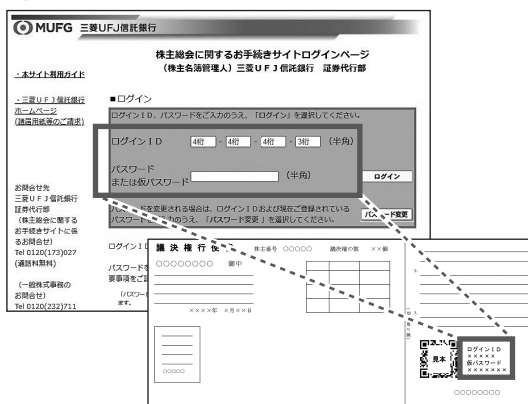 MUFG 三菱UFJ信託銀行
株主総会に関するお手続きサイトログインページ
(株主名簿管理人)三菱UFJ信託銀行 証券代行部
・本サイト利用ガイド
・三菱UFJ信託銀行
ホームページ
(諸届用紙等のご請求)
お問合せ先
三菱UFJ信託銀行
証券代行部
(株主総会に関する
お手続きサイトに係
るお問合せ)
Tel 0120(173)027
(通話料無料)
(一般株式事務の
お問合せ)
Tel 0120(232)711
■ログイン
ログインID、パスワードをご入力のうえ、「ログイン」を選択してください。
ログインID 4桁 - 4桁 - 4桁 - 3桁 (半角)
パスワード
または仮パスワード (半角)
ログイン
パスワードを変更される場合は、ログインIDおよび現在ご登録されている
パスワードをご入力のうえ、「パスワード変更」を選択してください。
パスワード変更
ログインI
パスワードを
要事項をご
「パスワー
ます。
議決権行使
株主番号 ○○○○○ 議決権の数 ××個
○○○○○○○○ 御中
××××年 ×月××日
○○○○○
見本
ログインID
×××××
仮パスワード
×××××××
○○○○○○○○